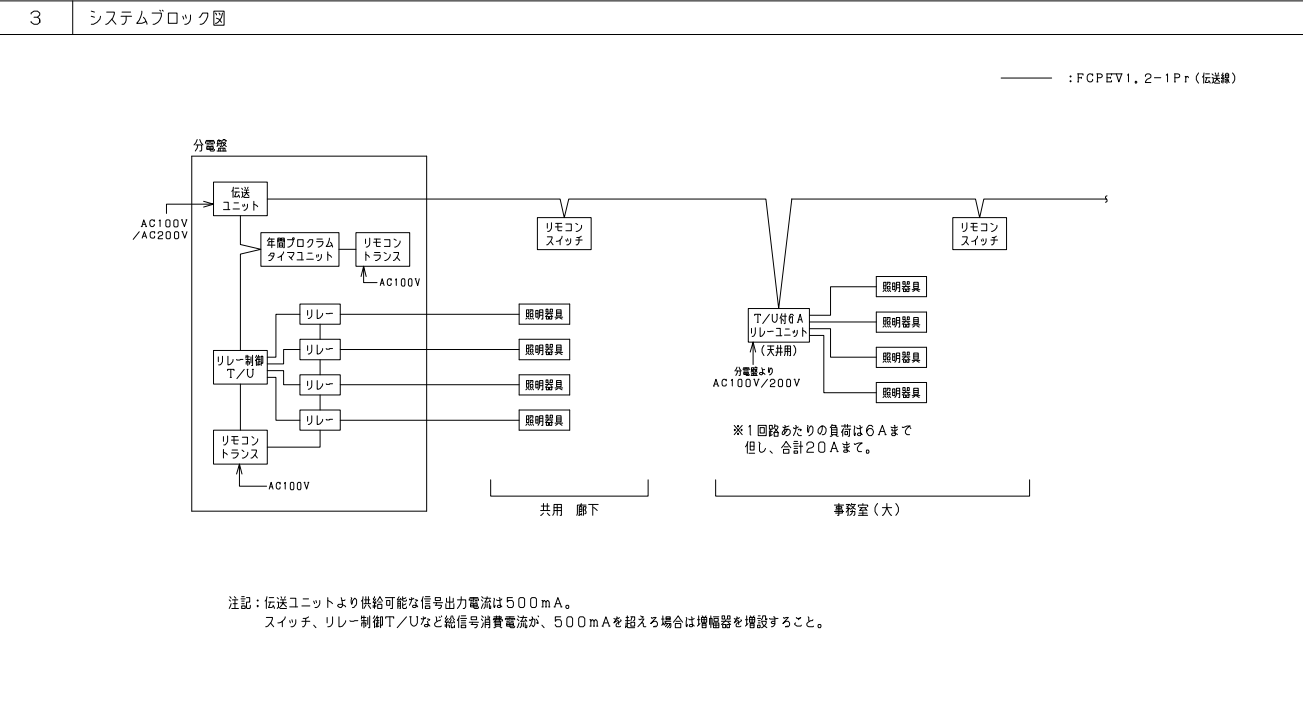 3 システムブロック図
：FCPEV1.2-1Pr（伝送線）
分電盤
伝送
ユニット
AC100V
/AC200V
年間プログラム
タイマユニット
リモコン
トランス
AC100V
リモコン
スイッチ
リモコン
スイッチ
リレー
リレー
リレー
リレー
リレー制御
T/U
リモコン
トランス
AC100V
照明器具
照明器具
照明器具
照明器具
T/U付6A
リレーユニット
（天井用）
分電盤より
AC100V/200V
照明器具
照明器具
照明器具
照明器具
※1回路あたりの負荷は6Aまで
但し、合計20Aまで。
共用 廊下
事務室（大）
注記：伝送ユニットより供給可能な信号出力電流は500mA。
スイッチ、リレー制御T/Uなど総信号消費電流が、500mAを超える場合は増幅器を増設すること。